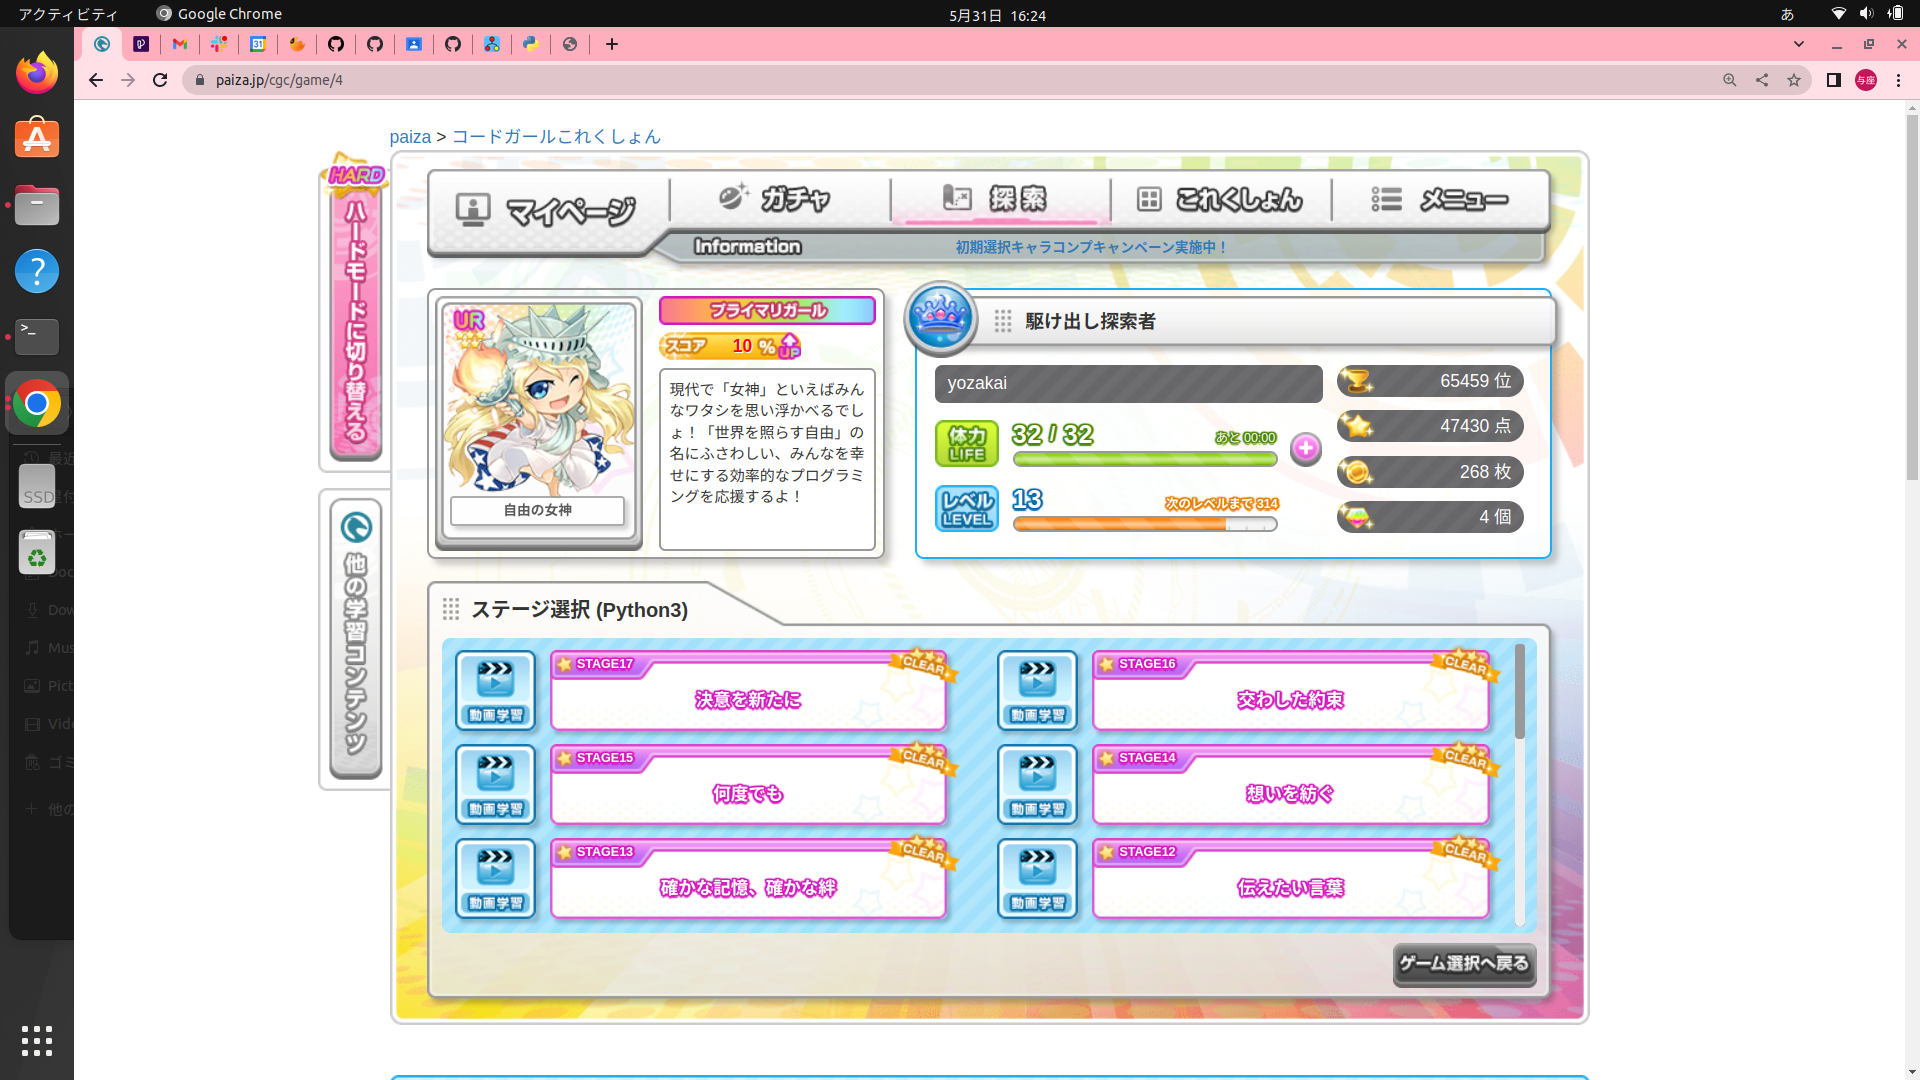 アクティビティ
Google Chrome
5月31日 16:24
あ
31
paiza.jp/cgc/game/4
与座
paiza > コードガールこれくしょん
HARD
ハードモードに切り替える
他の学習コンテンツ
マイページ
ガチャ
探索
これくしょん
メニュー
Information
初期選択キャラコンプキャンペーン実施中！
UR
自由の女神
プライマリガール
スコア 10 % UP
現代で「女神」といえばみん
なワタシを思い浮かべるでし
ょ！「世界を照らす自由」の
名にふさわしい、みんなを幸
せにする効率的なプログラミ
ングを応援するよ！
駆け出し探索者
yozakai
体力 LIFE
32 / 32
あと 00:00
レベル LEVEL
13
次のレベルまで 314
65459 位
47430 点
268 枚
4 個
ステージ選択 (Python3)
動画学習
STAGE17
CLEAR
決意を新たに
動画学習
STAGE16
CLEAR
交わした約束
動画学習
STAGE15
CLEAR
何度でも
動画学習
STAGE14
CLEAR
想いを紡ぐ
動画学習
STAGE13
CLEAR
確かな記憶、確かな絆
動画学習
STAGE12
CLEAR
伝えたい言葉
ゲーム選択へ戻る
最近
SSD
ホー
Doc
Dow
Mus
Pict
Vide
ゴミ
他の